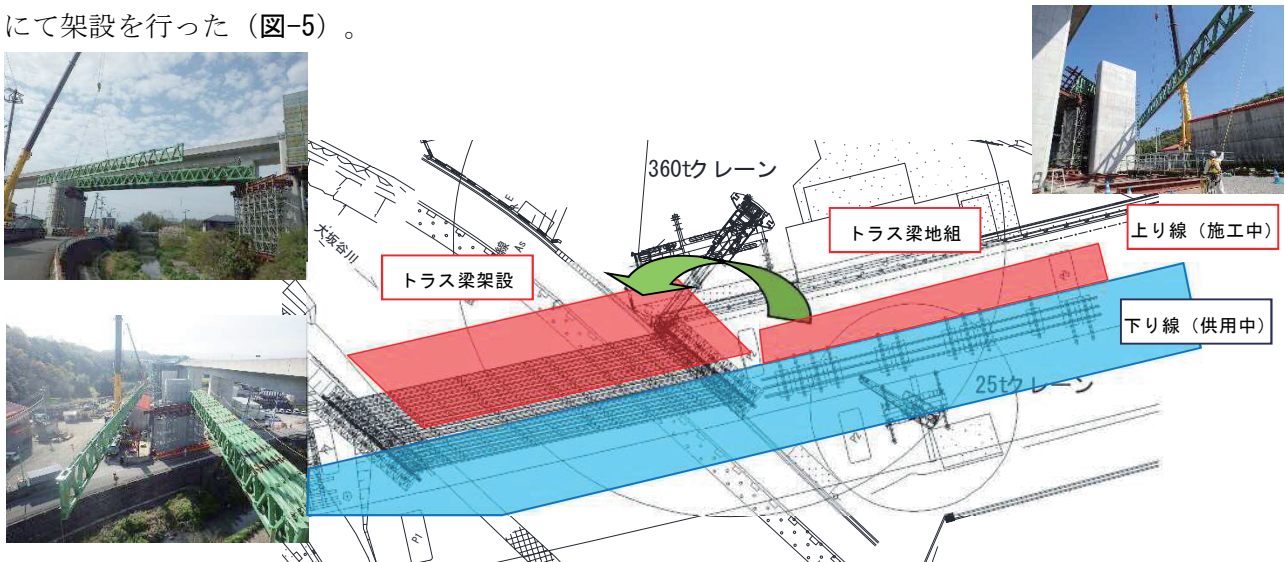 にて架設を行った（図-5）。
360tクレーン
トラス梁地組
上り線（施工中）
トラス梁架設
大坂谷川
下り線（供用中）
25tクレーン
As
P1